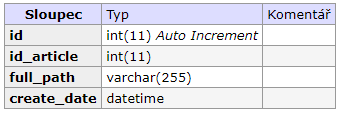 Sloupec Typ Komentář
id int(11) Auto Increment
id_article int(11)
full_path varchar(255)
create_date datetime